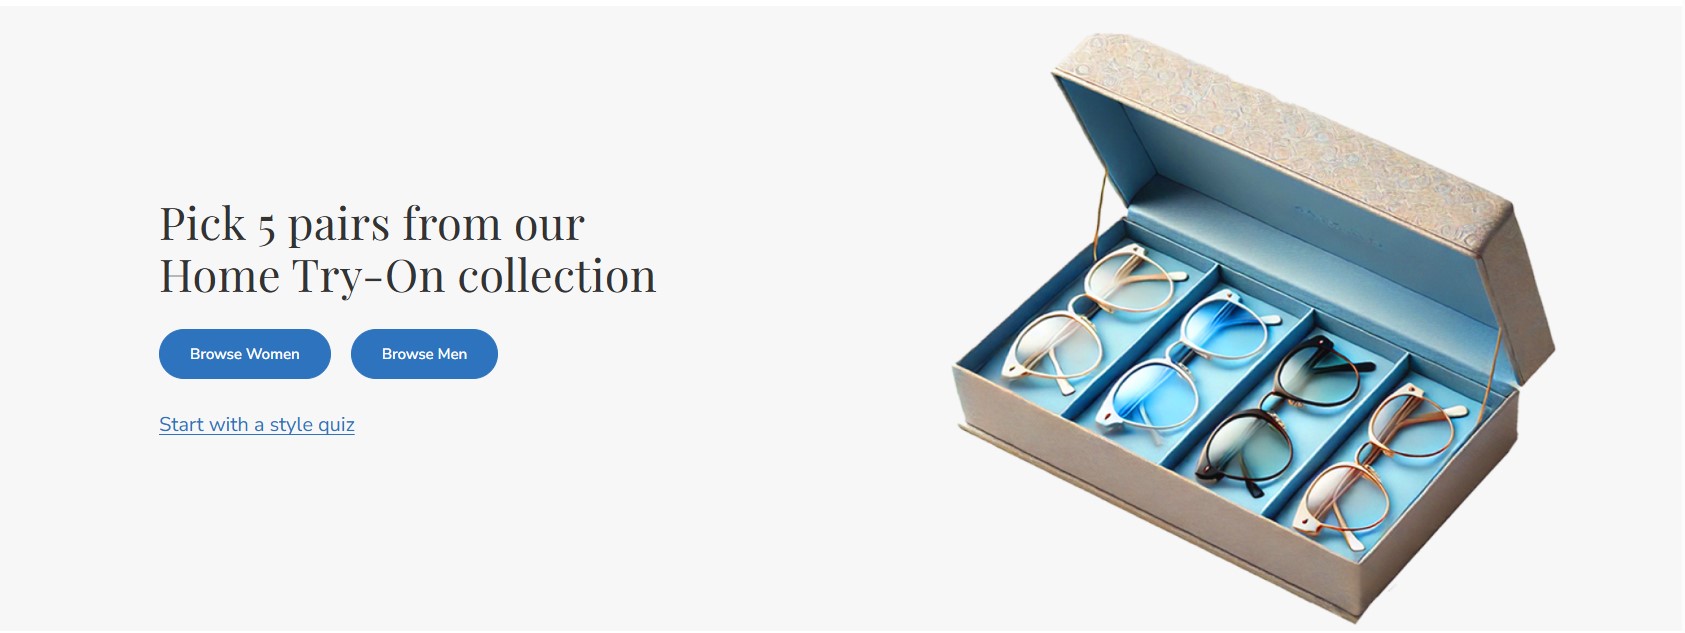 Pick 5 pairs from our
Home Try-On collection
Browse Women
Browse Men
Start with a style quiz